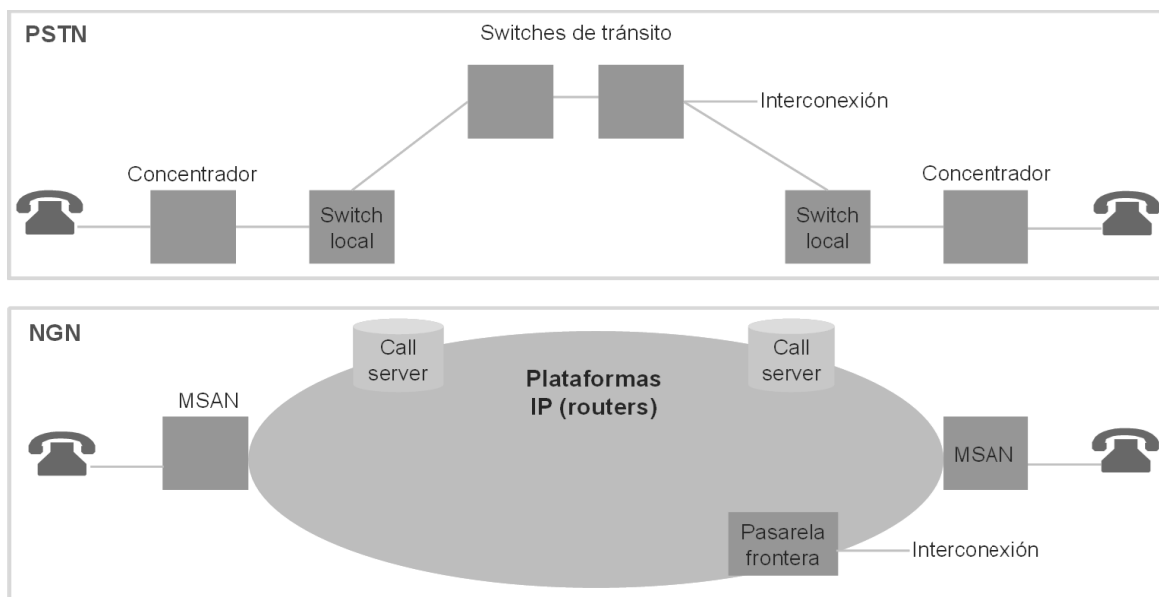 PSTN
Switches de tránsito
Interconexión
Concentrador
Concentrador
Switch
local
Switch
local
NGN
Call
server
Call
server
Plataformas
IP (routers)
MSAN
MSAN
Pasarela
frontera
Interconexión